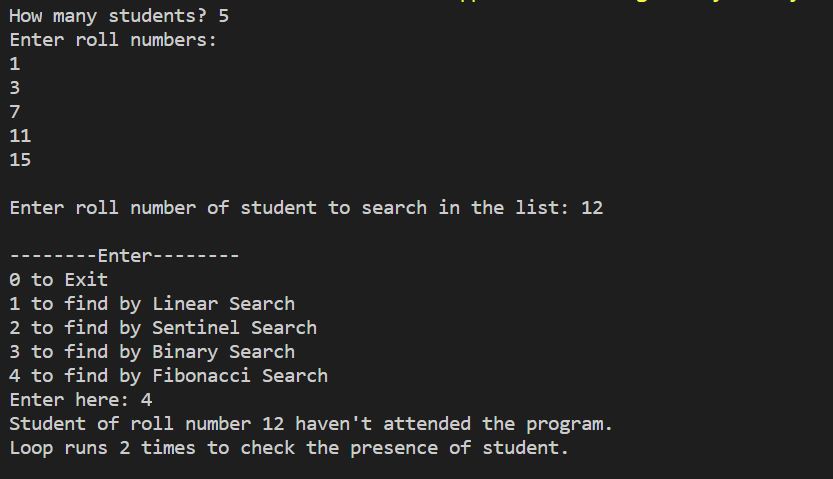 How many students? 5
Enter roll numbers:
1
3
7
11
15
Enter roll number of student to search in the list: 12
--------Enter--------
0 to Exit
1 to find by Linear Search
2 to find by Sentinel Search
3 to find by Binary Search
4 to find by Fibonacci Search
Enter here: 4
Student of roll number 12 haven't attended the program.
Loop runs 2 times to check the presence of student.